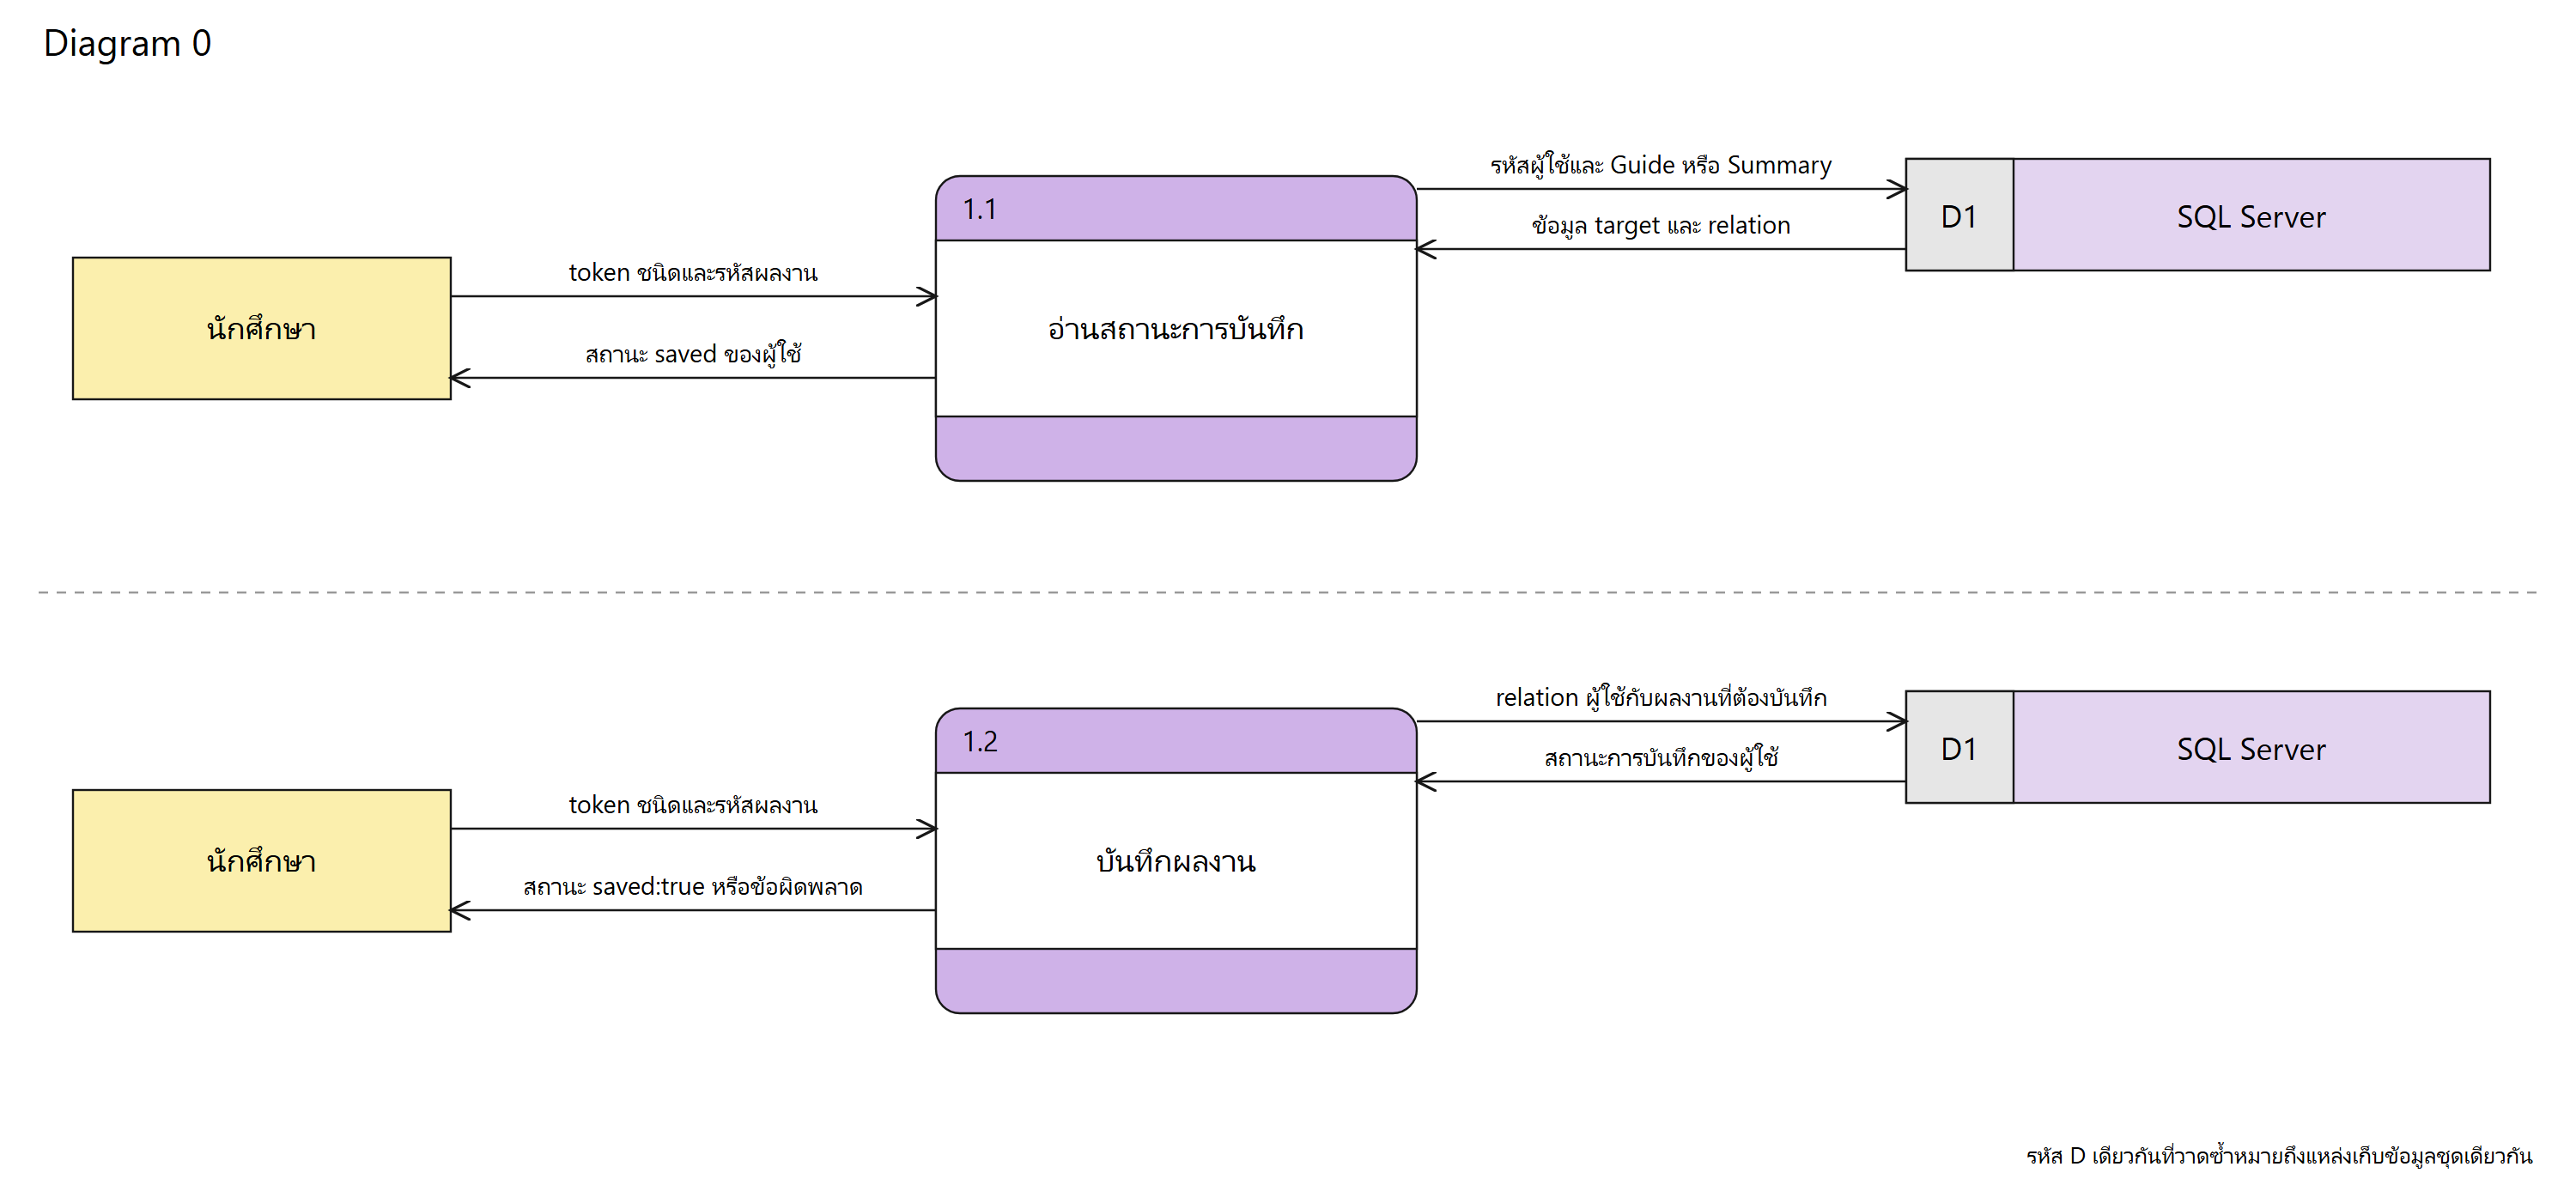 Diagram 0
รหัสผู้ใช้และ Guide หรือ Summary
1.1
D1
SQL Server
ข้อมูล target และ relation
token ชนิดและรหัสผลงาน
นักศึกษา
อ่านสถานะการบันทึก
สถานะ saved ของผู้ใช้
relation ผู้ใช้กับผลงานที่ต้องบันทึก
1.2
D1
SQL Server
สถานะการบันทึกของผู้ใช้
token ชนิดและรหัสผลงาน
นักศึกษา
บันทึกผลงาน
สถานะ saved:true หรือข้อผิดพลาด
รหัส D เดียวกันที่วาดซ้ำหมายถึงแหล่งเก็บข้อมูลชุดเดียวกัน